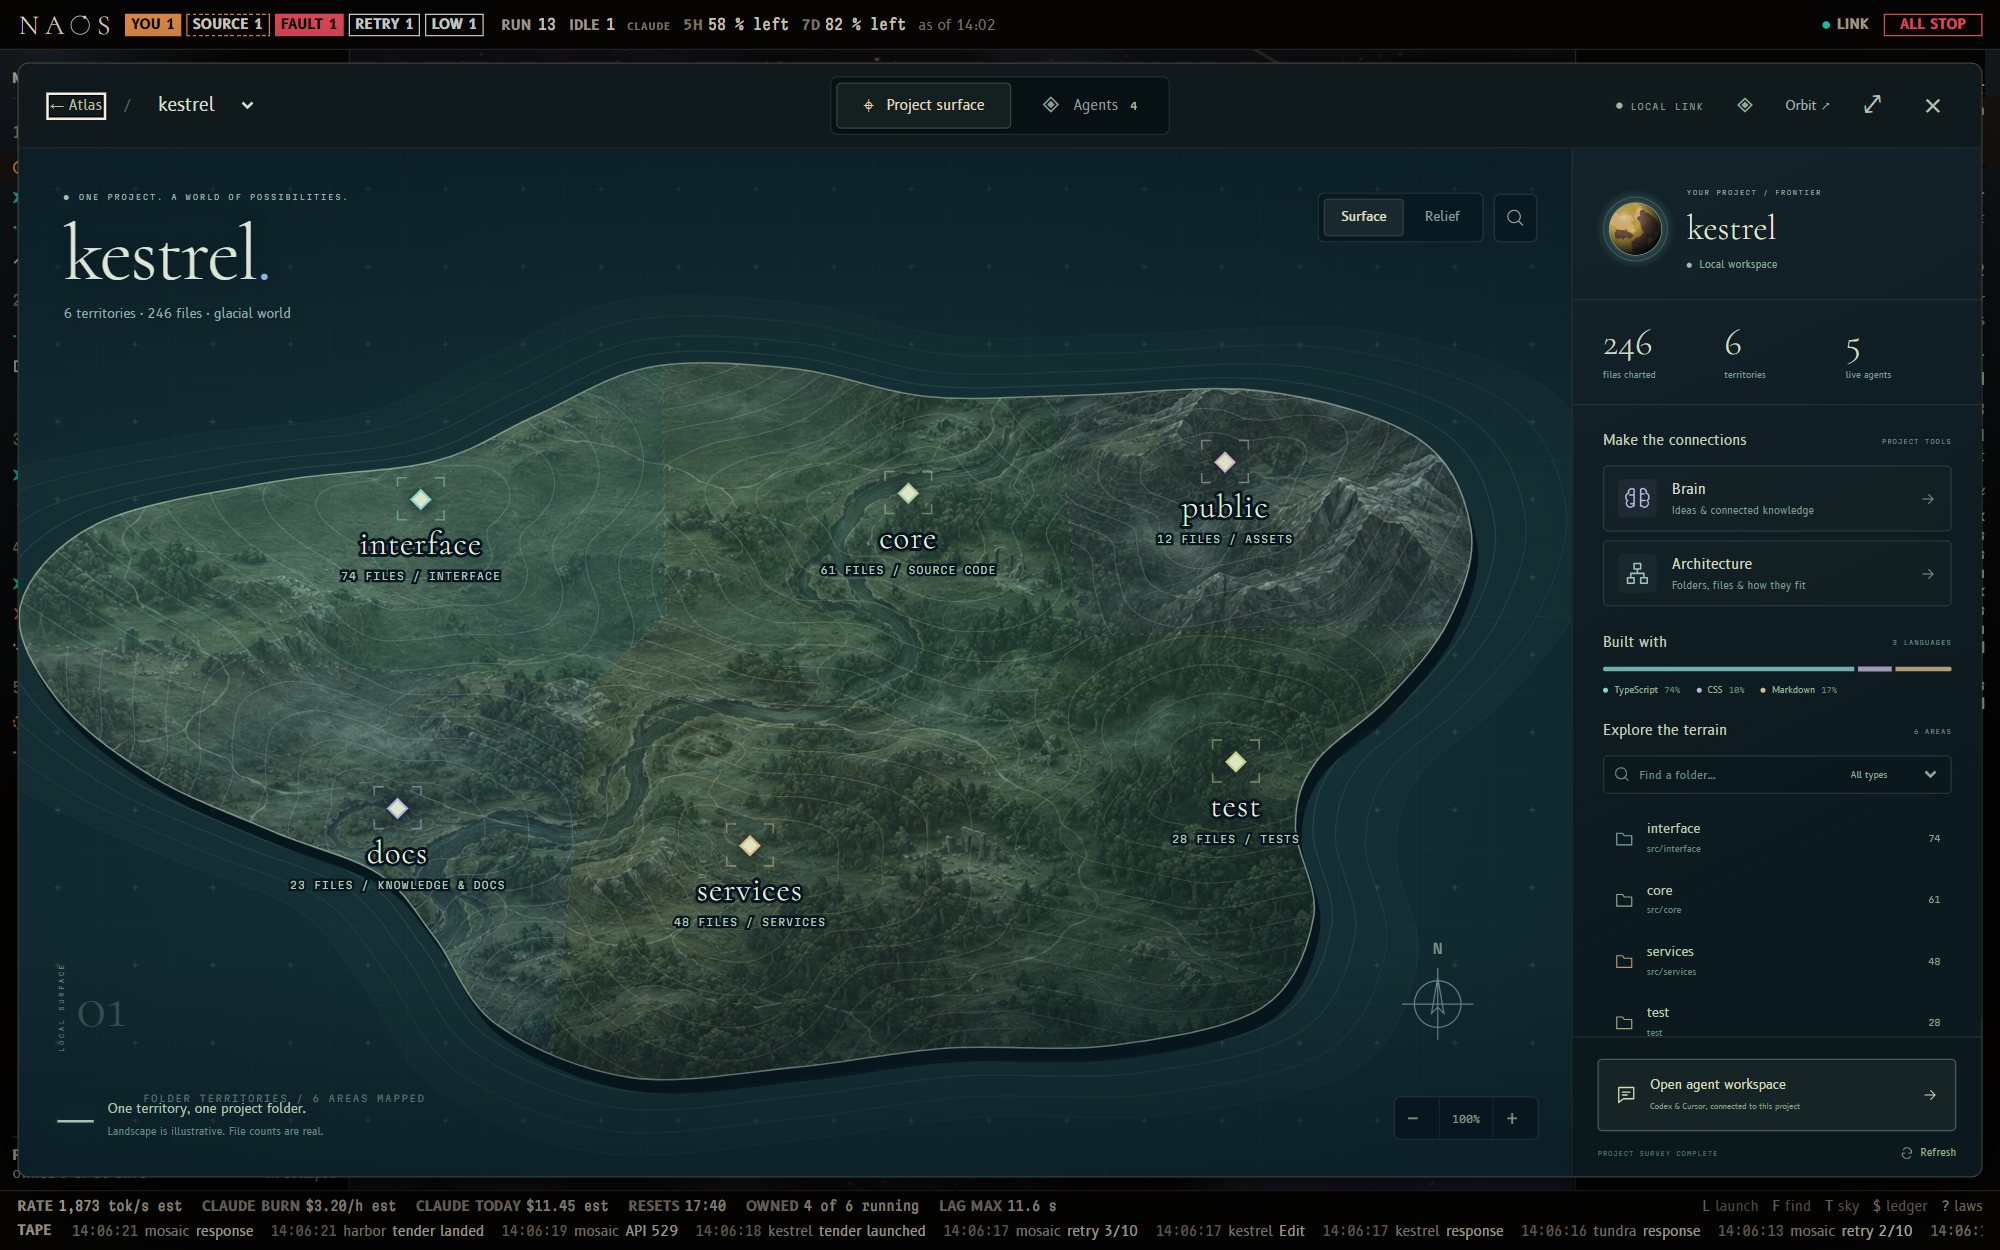 NAOS YOU 1 SOURCE 1 FAULT 1 RETRY 1 LOW 1 RUN 13 IDLE 1 CLAUDE 5H 58 % left 7D 82 % left as of 14:02 LINK ALL STOP
← Atlas / kestrel Project surface Agents 4 LOCAL LINK Orbit ↗
ONE PROJECT. A WORLD OF POSSIBILITIES.
kestrel.
6 territories · 246 files · glacial world
Surface Relief
interface
74 FILES / INTERFACE
core
61 FILES / SOURCE CODE
public
12 FILES / ASSETS
docs
23 FILES / KNOWLEDGE & DOCS
services
48 FILES / SERVICES
test
28 FILES / TESTS
N
LOCAL SURFACE
01
FOLDER TERRITORIES / 6 AREAS MAPPED
One territory, one project folder.
Landscape is illustrative. File counts are real.
− 100% +
YOUR PROJECT / FRONTIER
kestrel
Local workspace
246 6 5
files charted territories live agents
Make the connections PROJECT TOOLS
Brain
Ideas & connected knowledge
Architecture
Folders, files & how they fit
Built with 3 LANGUAGES
TypeScript 74% CSS 10% Markdown 17%
Explore the terrain 6 AREAS
Find a folder... All types
interface 74
src/interface
core 61
src/core
services 48
src/services
test 28
test
Open agent workspace
Codex & Cursor, connected to this project
PROJECT SURVEY COMPLETE Refresh
RATE 1,873 tok/s est CLAUDE BURN $3.20/h est CLAUDE TODAY $11.45 est RESETS 17:40 OWNED 4 of 6 running LAG MAX 11.6 s L launch F find T sky $ ledger ? laws
TAPE 14:06:21 mosaic response 14:06:21 harbor tender landed 14:06:19 mosaic API 529 14:06:18 kestrel tender launched 14:06:17 mosaic retry 3/10 14:06:17 kestrel Edit 14:06:17 kestrel response 14:06:16 tundra response 14:06:13 mosaic retry 2/10 14:06: